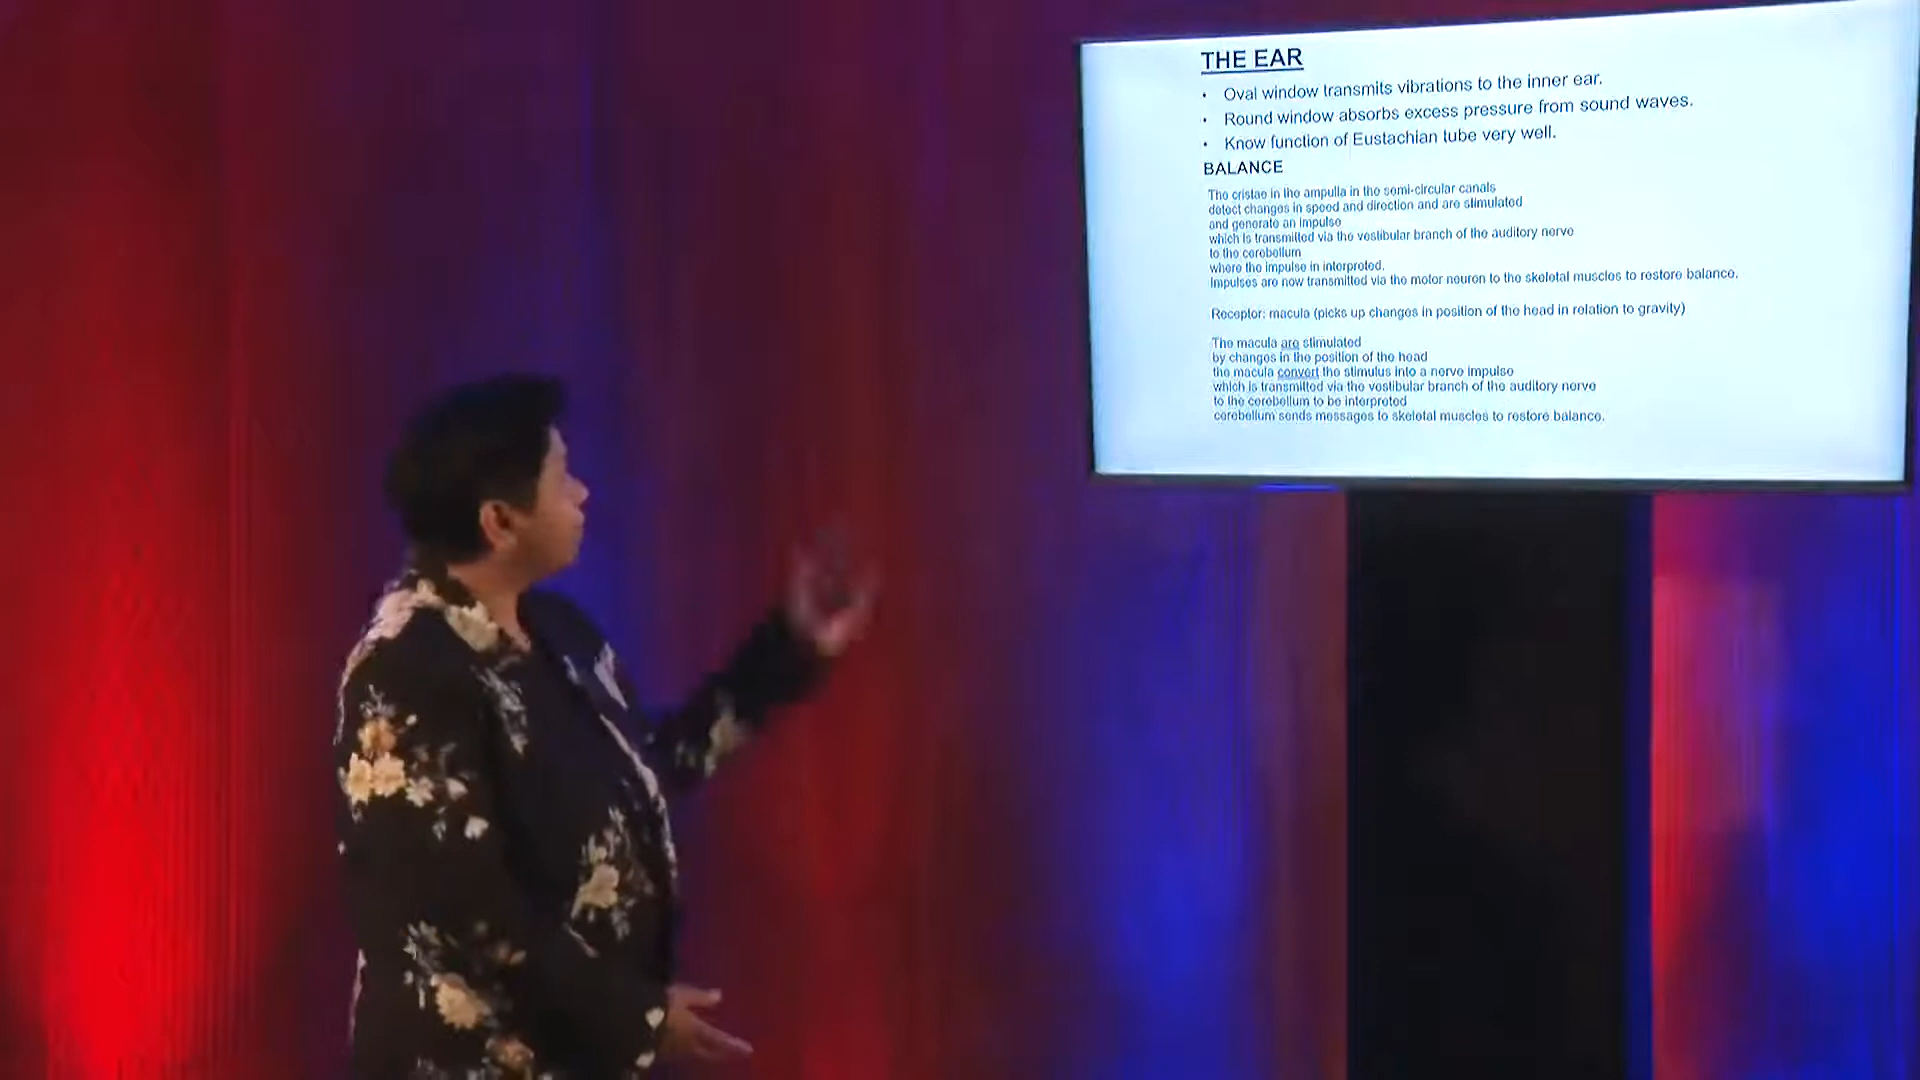 THE EAR
• Oval window transmits vibrations to the inner ear.
• Round window absorbs excess pressure from sound waves.
• Know function of Eustachian tube very well.
BALANCE
The cristae in the ampulla in the semi-circular canals
detect changes in speed and direction and are stimulated
and generate an impulse
which is transmitted via the vestibular branch of the auditory nerve
to the cerebellum
where the impulse in interpreted.
Impulses are now transmitted via the motor neuron to the skeletal muscles to restore balance.
Receptor: macula (picks up changes in position of the head in relation to gravity)
The macula are stimulated
by changes in the position of the head
the macula convert the stimulus into a nerve impulse
which is transmitted via the vestibular branch of the auditory nerve
to the cerebellum to be interpreted
cerebellum sends messages to skeletal muscles to restore balance.